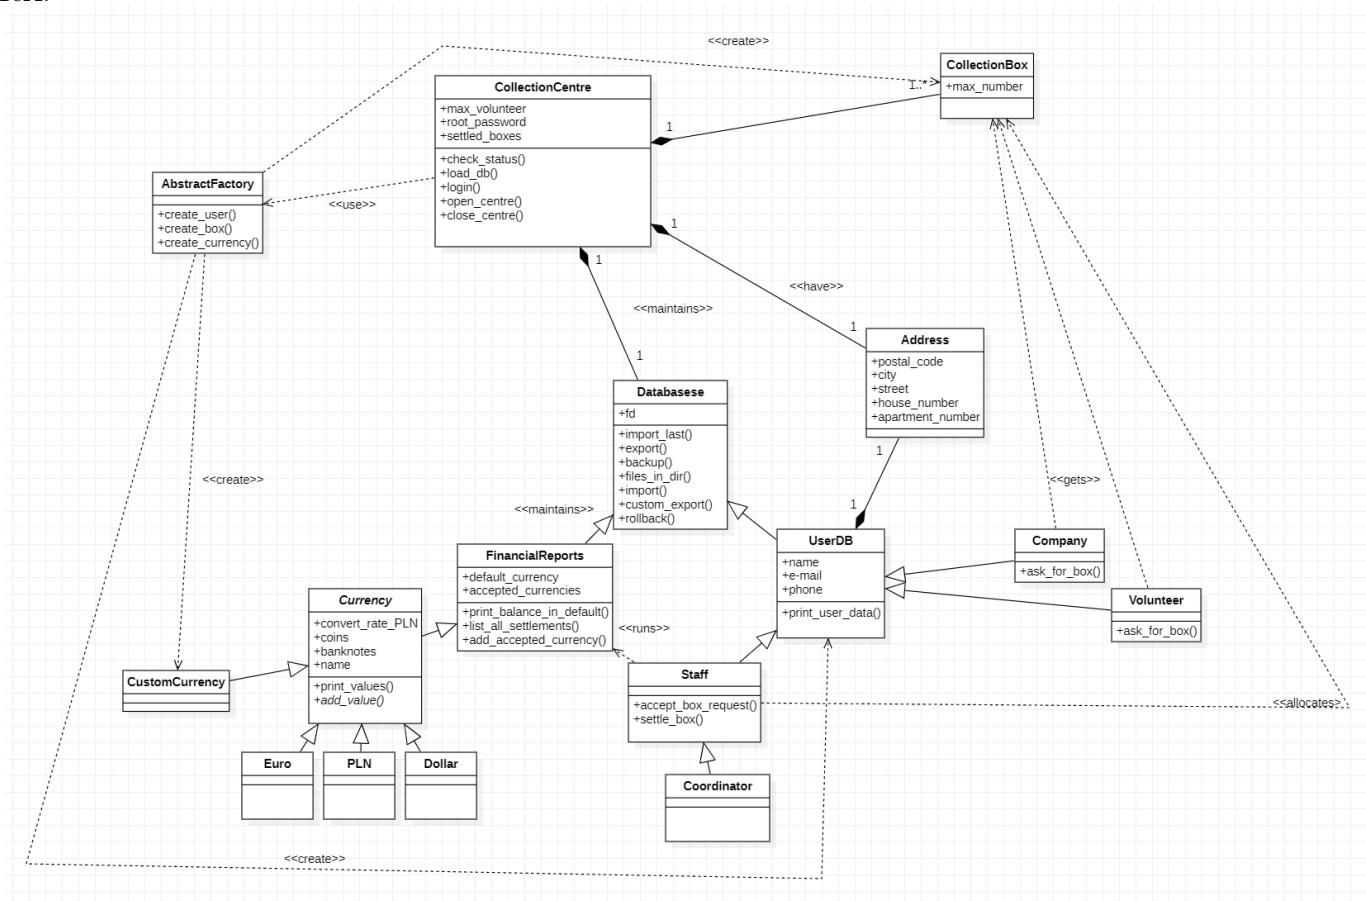 <<create>>
CollectionBox
+max_number
1..*
CollectionCentre
+max_volunteer
+root_password
+settled_boxes
+check_status()
+load_db()
+login()
+open_centre()
+close_centre()
1
1
1
AbstractFactory
+create_user()
+create_box()
+create_currency()
<<use>>
<<have>>
<<maintains>>
1
1
Address
+postal_code
+city
+street
+house_number
+apartment_number
1
1
Databasese
+fd
+import_last()
+export()
+backup()
+files_in_dir()
+import()
+custom_export()
+rollback()
<<create>>
<<gets>>
<<maintains>>
UserDB
+name
+e-mail
+phone
+print_user_data()
Company
+ask_for_box()
Volunteer
+ask_for_box()
FinancialReports
+default_currency
+accepted_currencies
+print_balance_in_default()
+list_all_settlements()
+add_accepted_currency()
<<runs>>
Currency
+convert_rate_PLN
+coins
+banknotes
+name
+print_values()
+add_value()
CustomCurrency
Staff
+accept_box_request()
+settle_box()
<<allocates>
Euro
PLN
Dollar
Coordinator
<<create>>